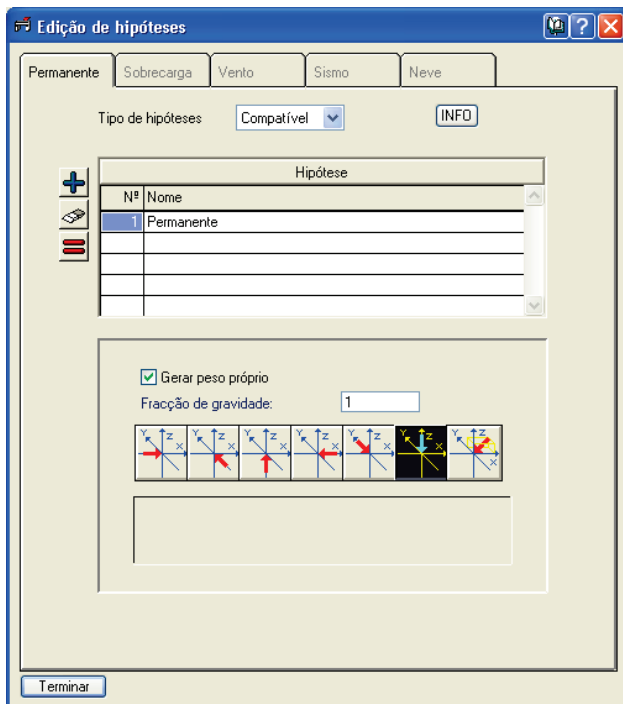 Edição de hipóteses
Permanente Sobrecarga Vento Sismo Neve
Tipo de hipóteses Compatível INFO
Hipótese
Nº Nome
1 Permanente
Gerar peso próprio
Fracção de gravidade: 1
Y Z X Y Z X Y Z X Y Z X Y Z X Y Z X Y Z X
Terminar